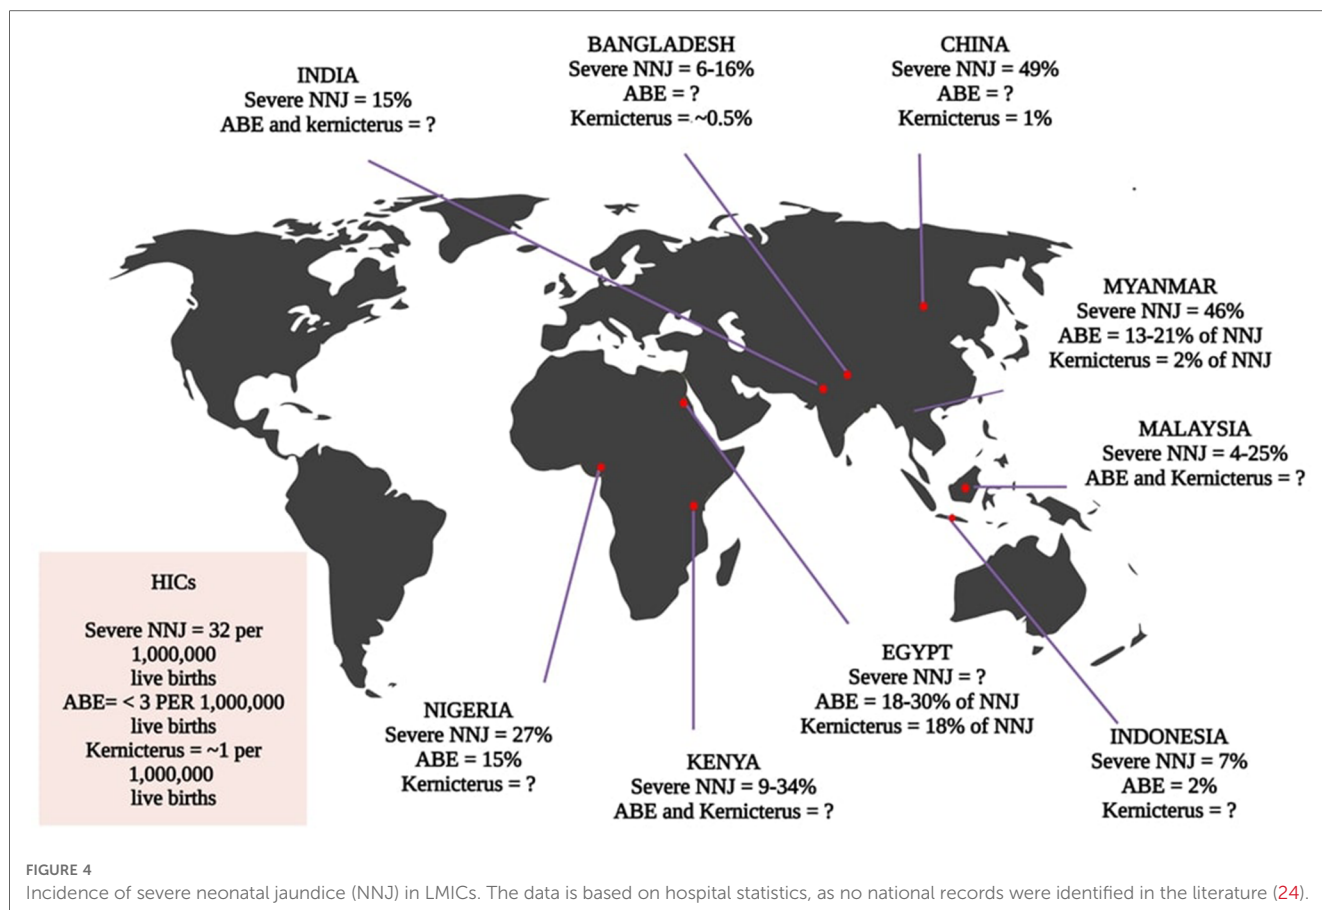 INDIA
Severe NNJ = 15%
ABE and kernicterus = ?
BANGLADESH
Severe NNJ = 6-16%
ABE = ?
Kernicterus = ~0.5%
CHINA
Severe NNJ = 49%
ABE = ?
Kernicterus = 1%
MYANMAR
Severe NNJ = 46%
ABE = 13-21% of NNJ
Kernicterus = 2% of NNJ
MALAYSIA
Severe NNJ = 4-25%
ABE and Kernicterus = ?
HICs
Severe NNJ = 32 per
1,000,000
live births
ABE= < 3 PER 1,000,000
live births
Kernicterus = ~1 per
1,000,000
live births
NIGERIA
Severe NNJ = 27%
ABE = 15%
Kernicterus = ?
KENYA
Severe NNJ = 9-34%
ABE and Kernicterus = ?
EGYPT
Severe NNJ = ?
ABE = 18-30% of NNJ
Kernicterus = 18% of NNJ
INDONESIA
Severe NNJ = 7%
ABE = 2%
Kernicterus = ?
FIGURE 4
Incidence of severe neonatal jaundice (NNJ) in LMICs. The data is based on hospital statistics, as no national records were identified in the literature (24).